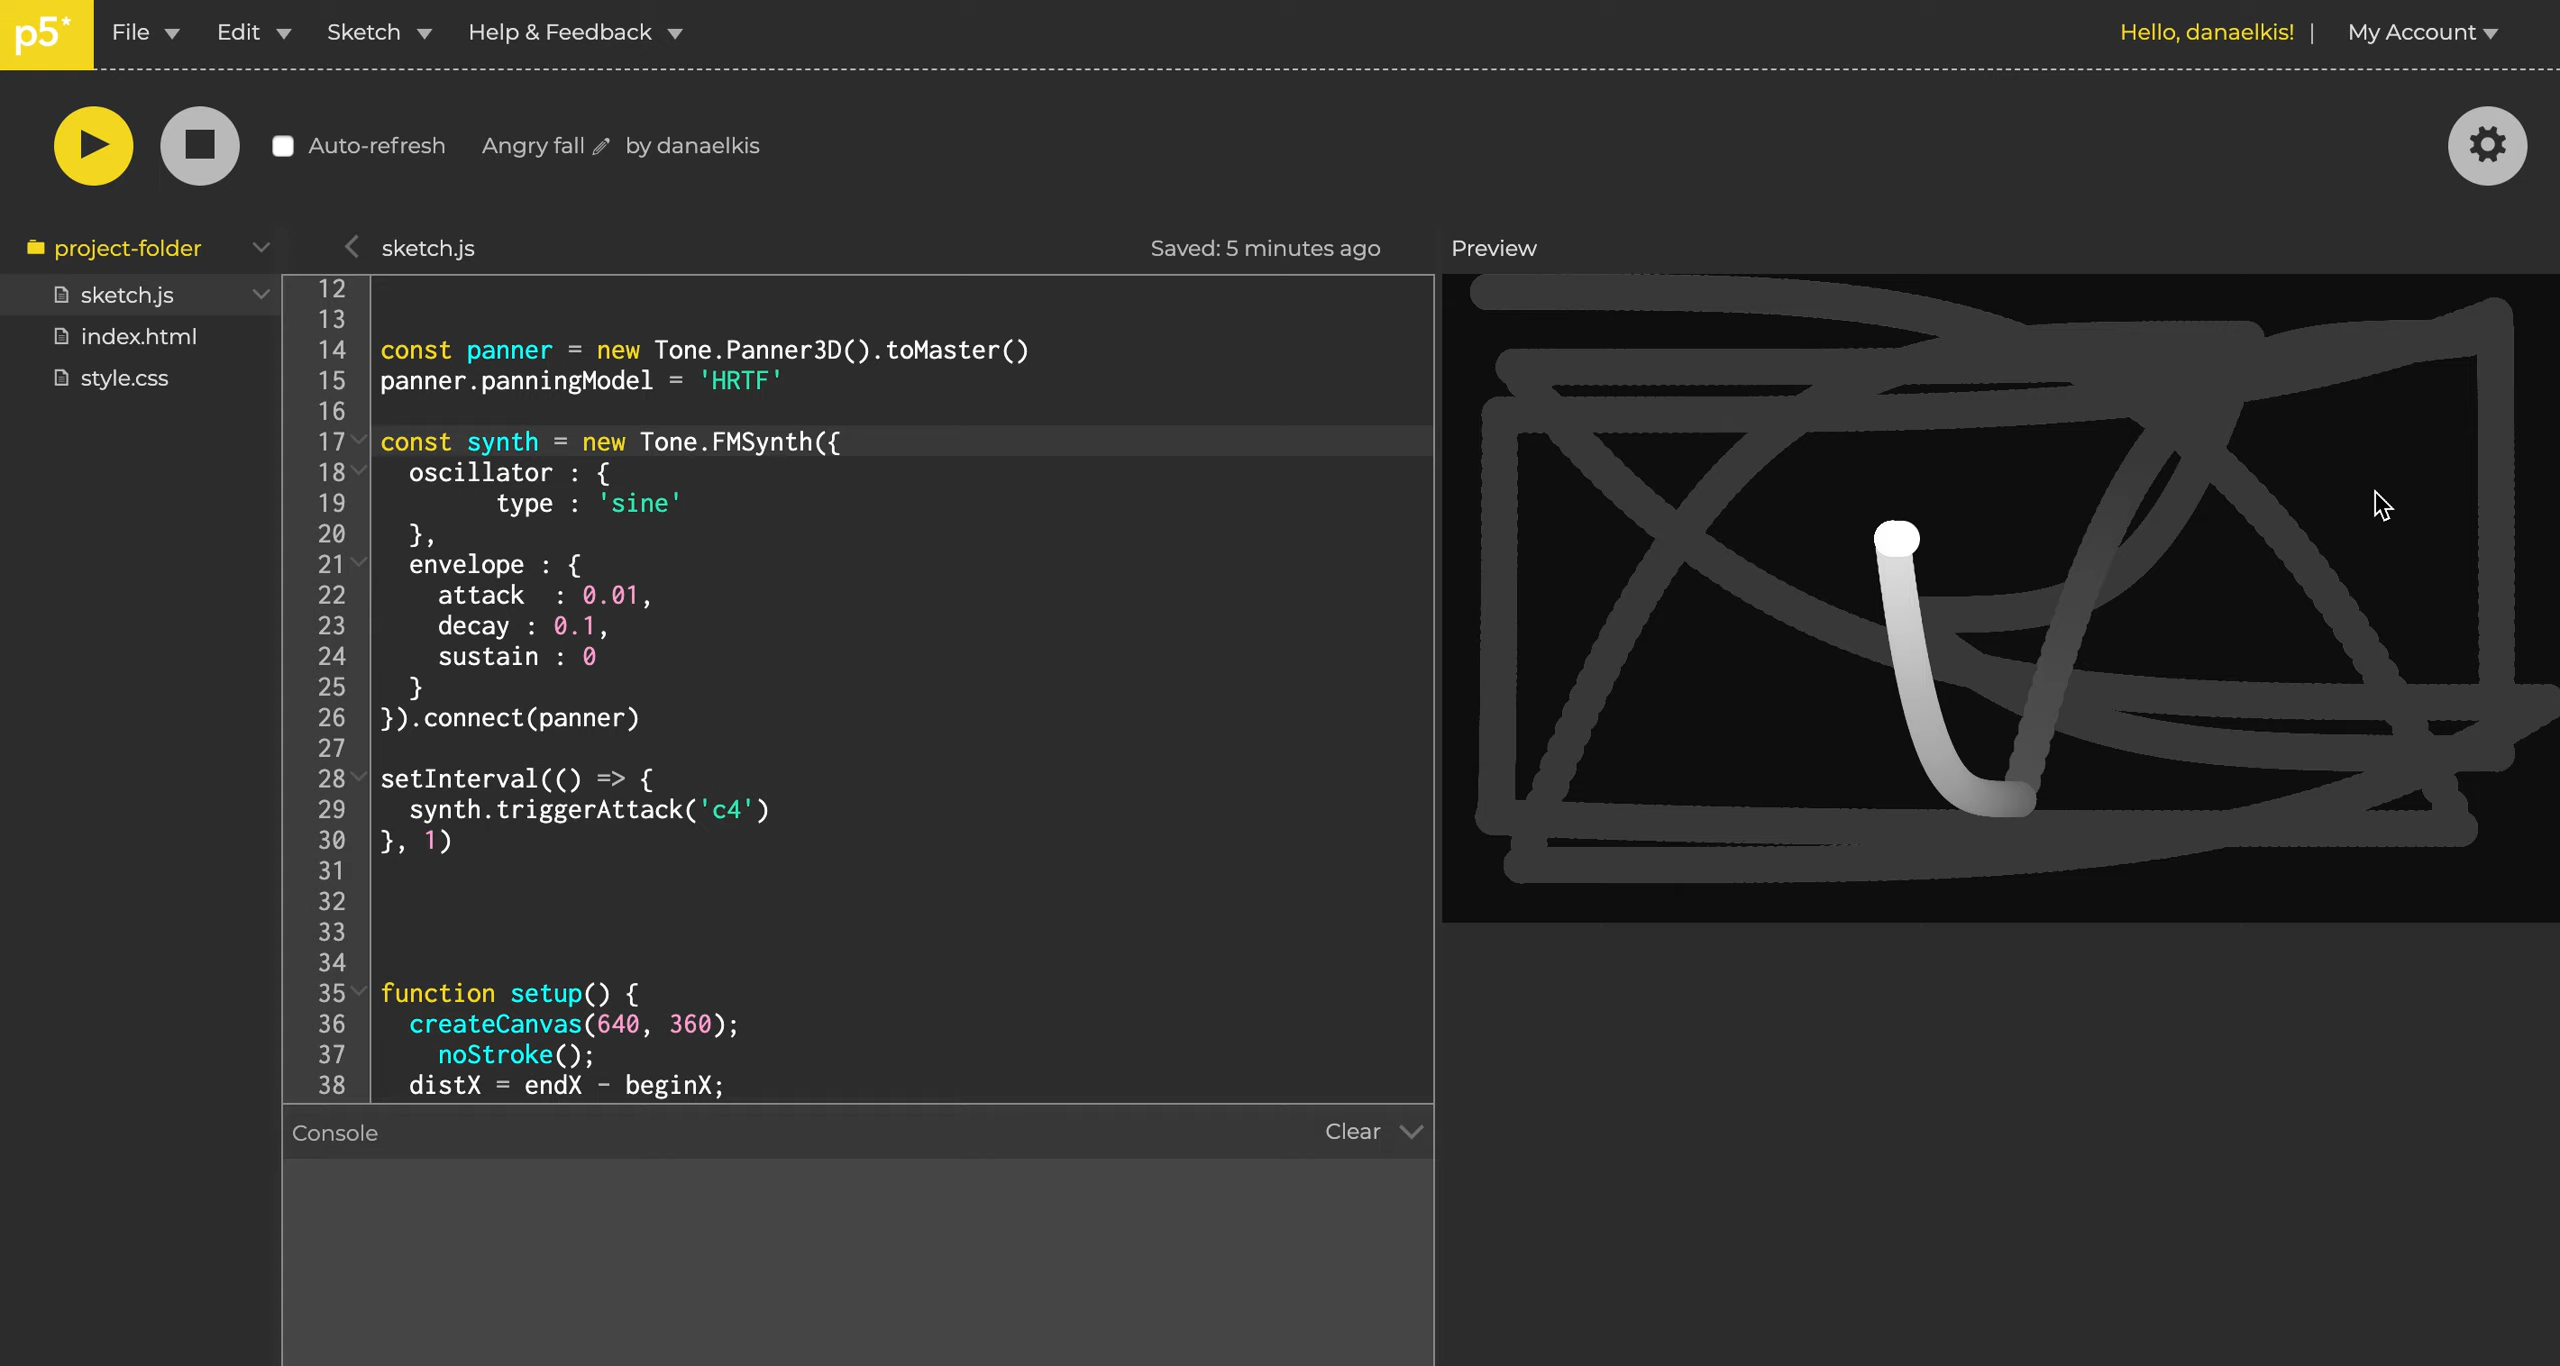 p5* File Edit Sketch Help & Feedback Hello, danaelkis! | My Account
Auto-refresh Angry fall by danaelkis
project-folder
sketch.js
index.html
style.css
sketch.js Saved: 5 minutes ago
12
13
14 const panner = new Tone.Panner3D().toMaster()
15 panner.panningModel = 'HRTF'
16
17 const synth = new Tone.FMSynth({
18   oscillator : {
19         type : 'sine'
20   },
21   envelope : {
22     attack  : 0.01,
23     decay : 0.1,
24     sustain : 0
25   }
26 }).connect(panner)
27
28 setInterval(() => {
29   synth.triggerAttack('c4')
30 }, 1)
31
32
33
34
35 function setup() {
36   createCanvas(640, 360);
37     noStroke();
38   distX = endX - beginX;
Console Clear
Preview